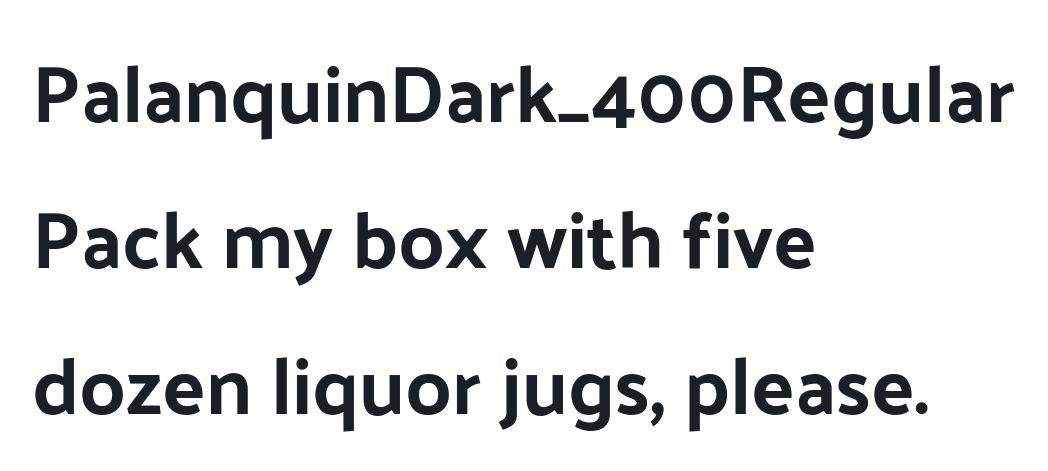 PalanquinDark_400Regular
Pack my box with five
dozen liquor jugs, please.